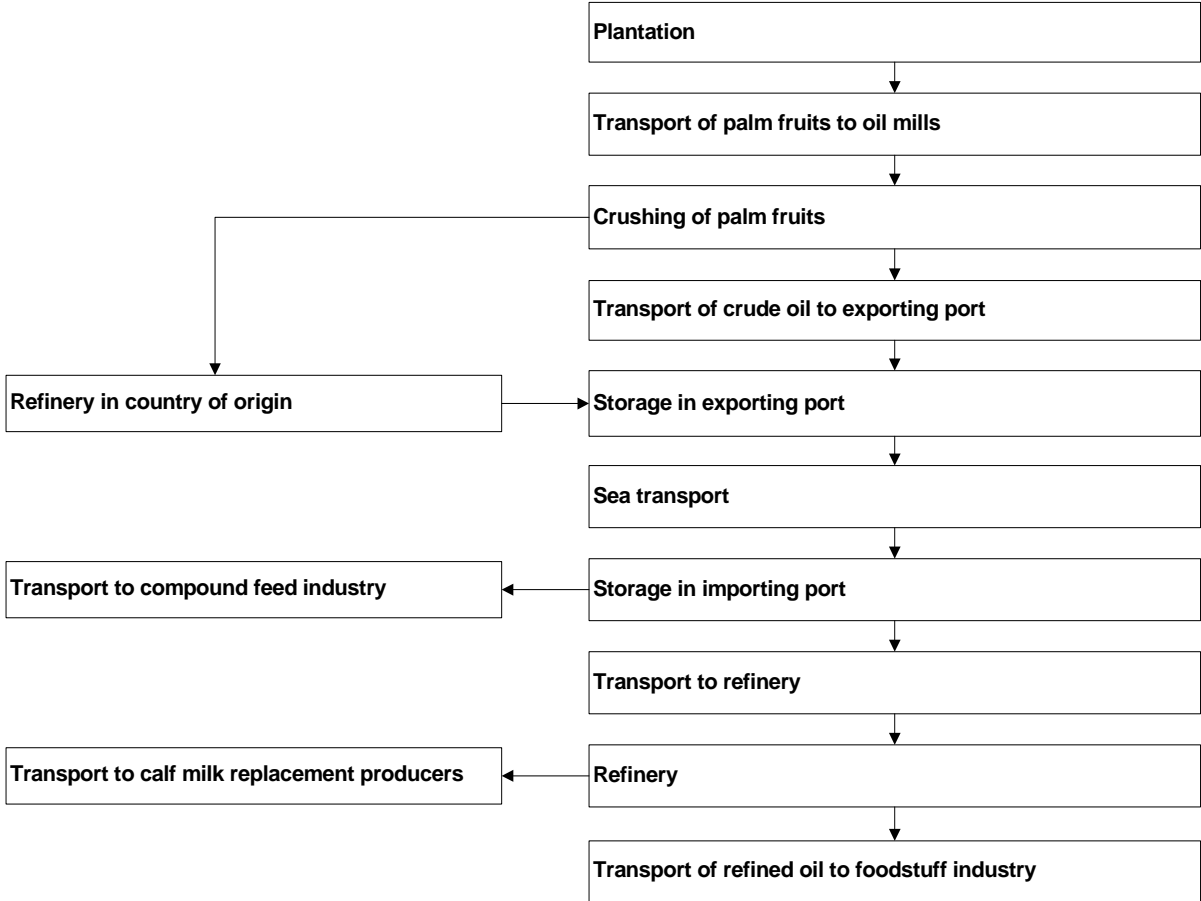 Plantation
Transport of palm fruits to oil mills
Crushing of palm fruits
Transport of crude oil to exporting port
Refinery in country of origin
Storage in exporting port
Sea transport
Transport to compound feed industry
Storage in importing port
Transport to refinery
Transport to calf milk replacement producers
Refinery
Transport of refined oil to foodstuff industry